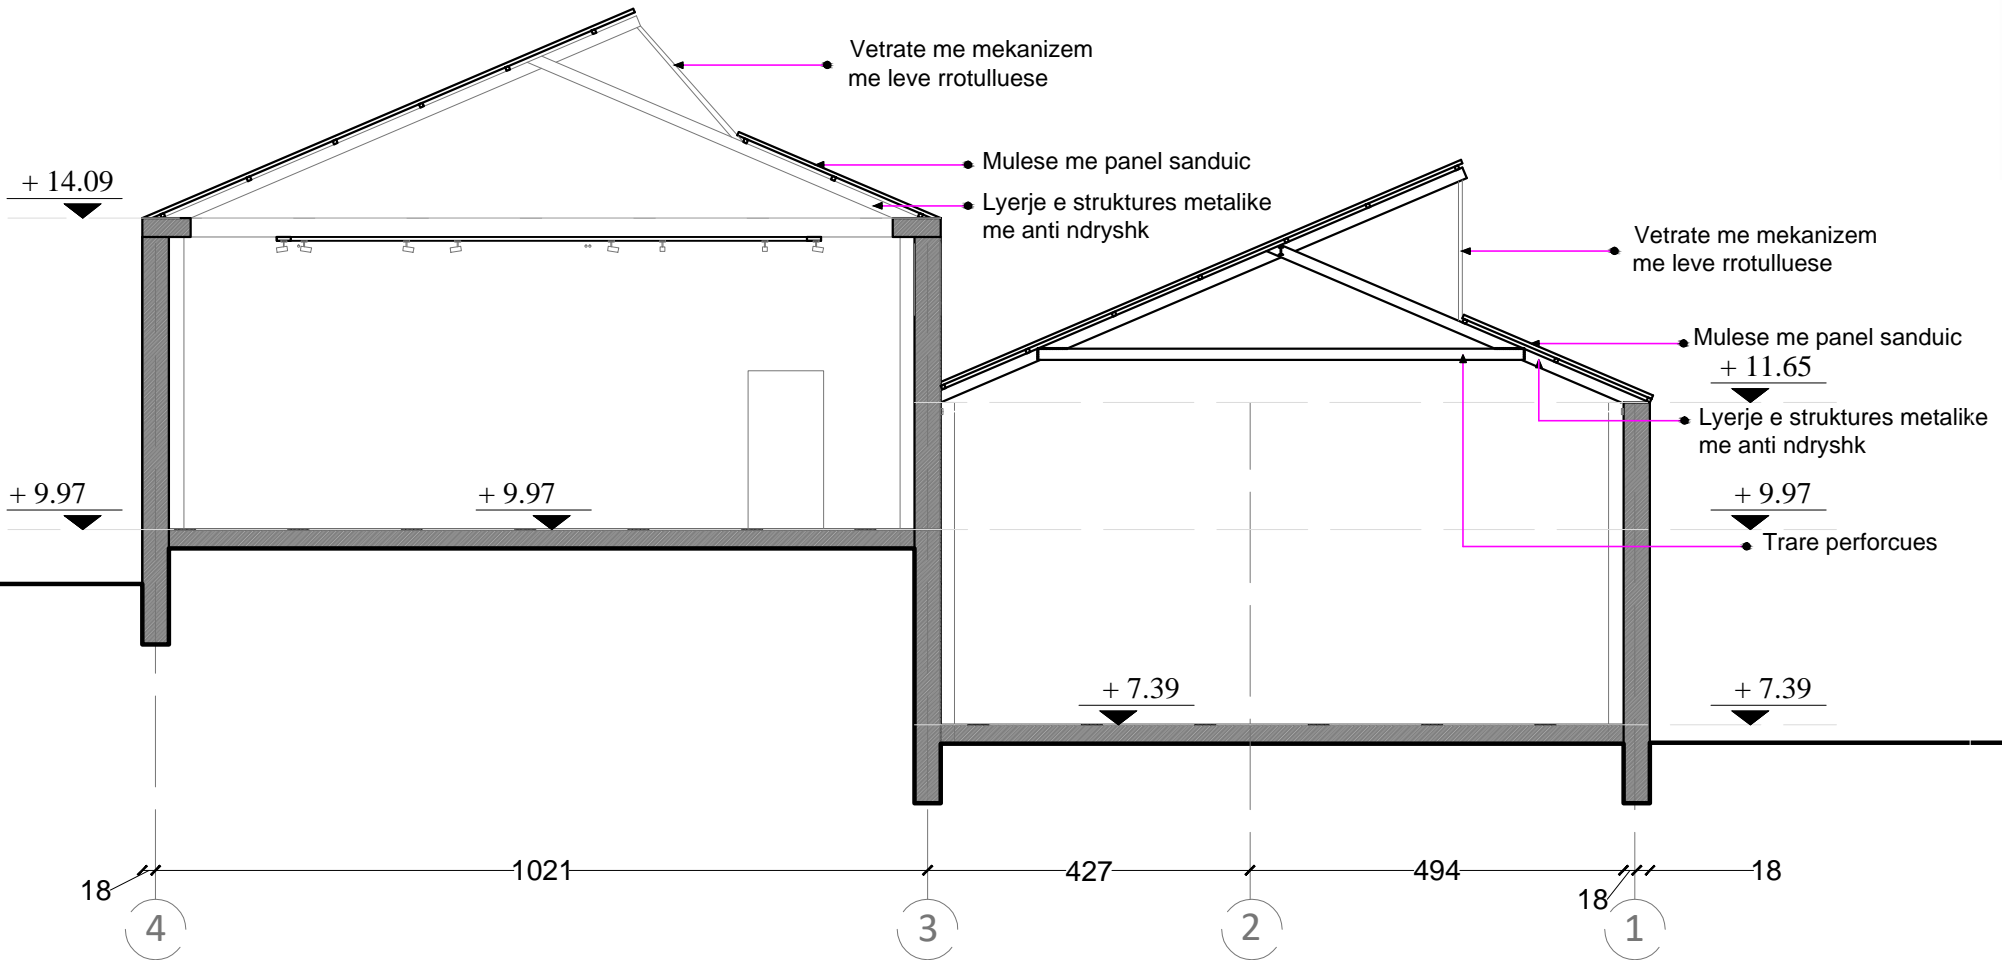 Vetrate me mekanizem
me leve rrotulluese
Mulese me panel sanduic
+ 14.09
Lyerje e struktures metalike
me anti ndryshk
Vetrate me mekanizem
me leve rrotulluese
Mulese me panel sanduic
+ 11.65
Lyerje e struktures metalike
me anti ndryshk
+ 9.97
+ 9.97
+ 9.97
Trare perforcues
+ 7.39
+ 7.39
18
1021
427
494
18
18
4
3
2
1